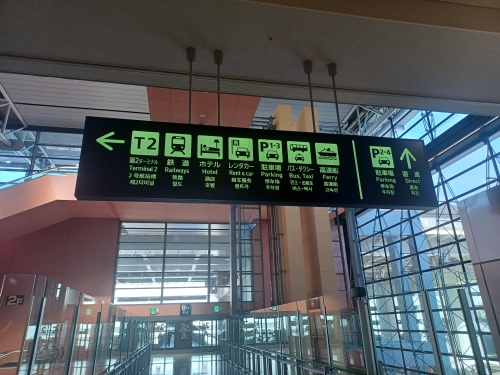 T2
第2ターミナル
Terminal 2
2号航站楼
제2터미널
鉄道
Railways
铁路
철도
ホテル
Hotel
酒店
호텔
レンタカー
Rent a car
租车服务
렌터카
P1·3
駐車場
Parking
停车场
주차장
バス・タクシー
Bus, Taxi
巴士・出租车
버스·택시
高速船
Ferry
高速船
고속선
P2·4
駐車場
Parking
停车场
주차장
直進
Direct
直走
직진
2F